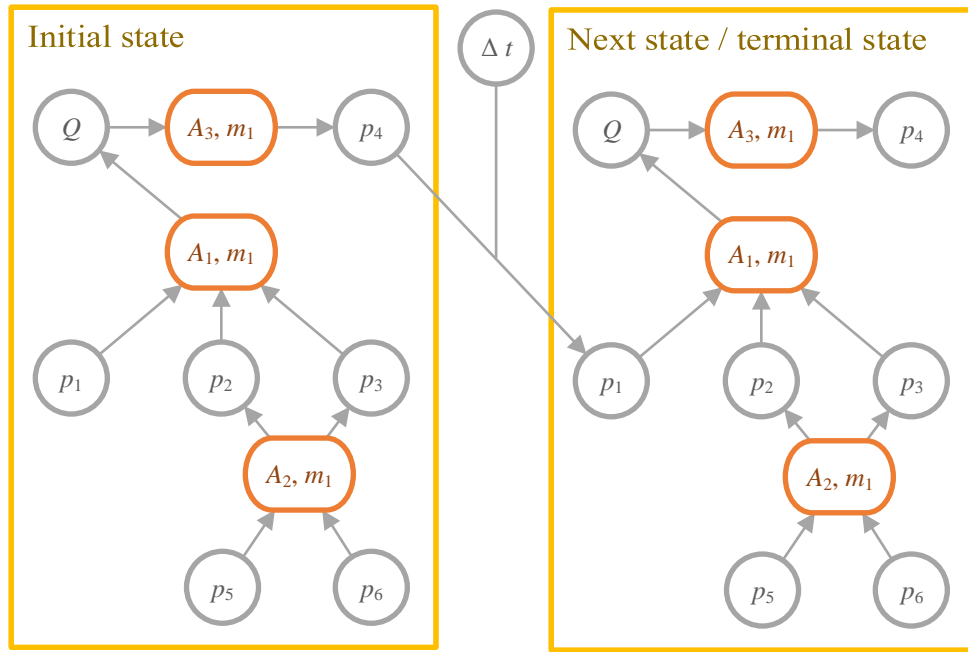 Initial state
Q
A₃, m₁
p₄
A₁, m₁
p₁
p₂
p₃
A₂, m₁
p₅
p₆
Δ t
Next state / terminal state
Q
A₃, m₁
p₄
A₁, m₁
p₁
p₂
p₃
A₂, m₁
p₅
p₆